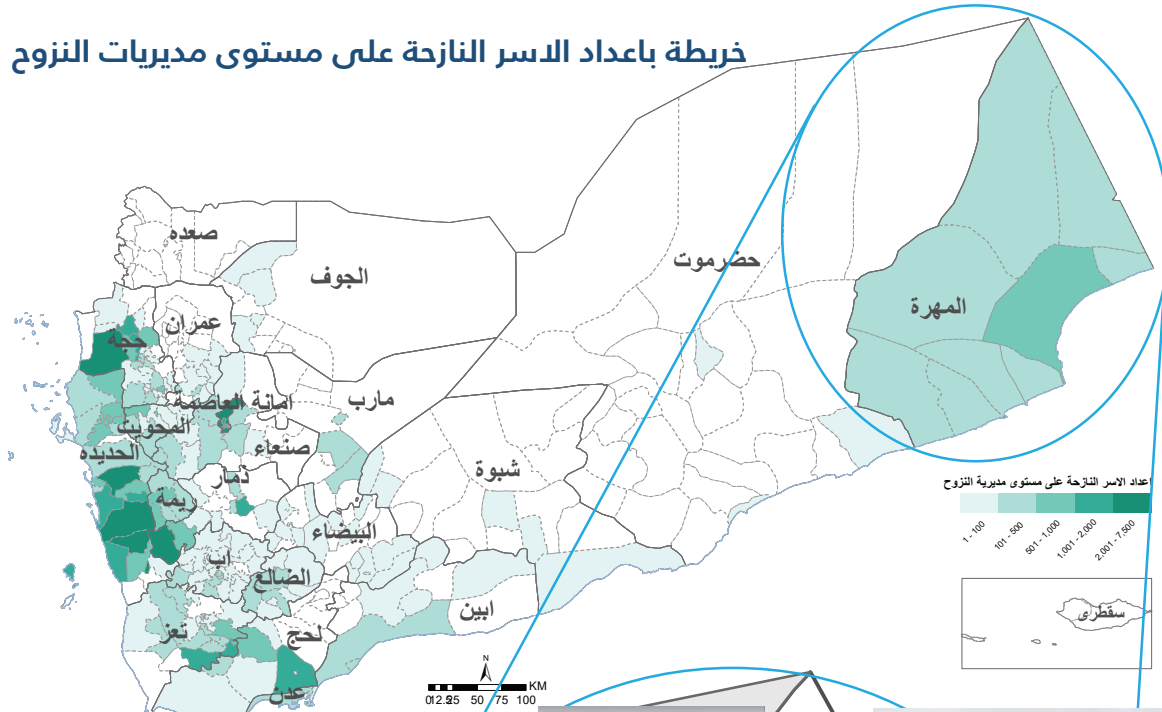 خريطة باعداد الاسر النازحة على مستوى مديريات النزوح
صعده
الجوف
حضرموت
المهرة
عمران
حجة
امانة العاصمة
مارب
المحويت
صنعاء
الحديده
ذمار
شبوة
ريمة
البيضاء
اب
الضالع
ابين
تعز
لحج
عدن
اعداد الاسر النازحة على مستوى مديرية النزوح
1 - 100
101 - 500
501 - 1,000
1,001 - 2,000
2,001 - 7,500
سقطرى
N
KM
0 12.5 25 50 75 100